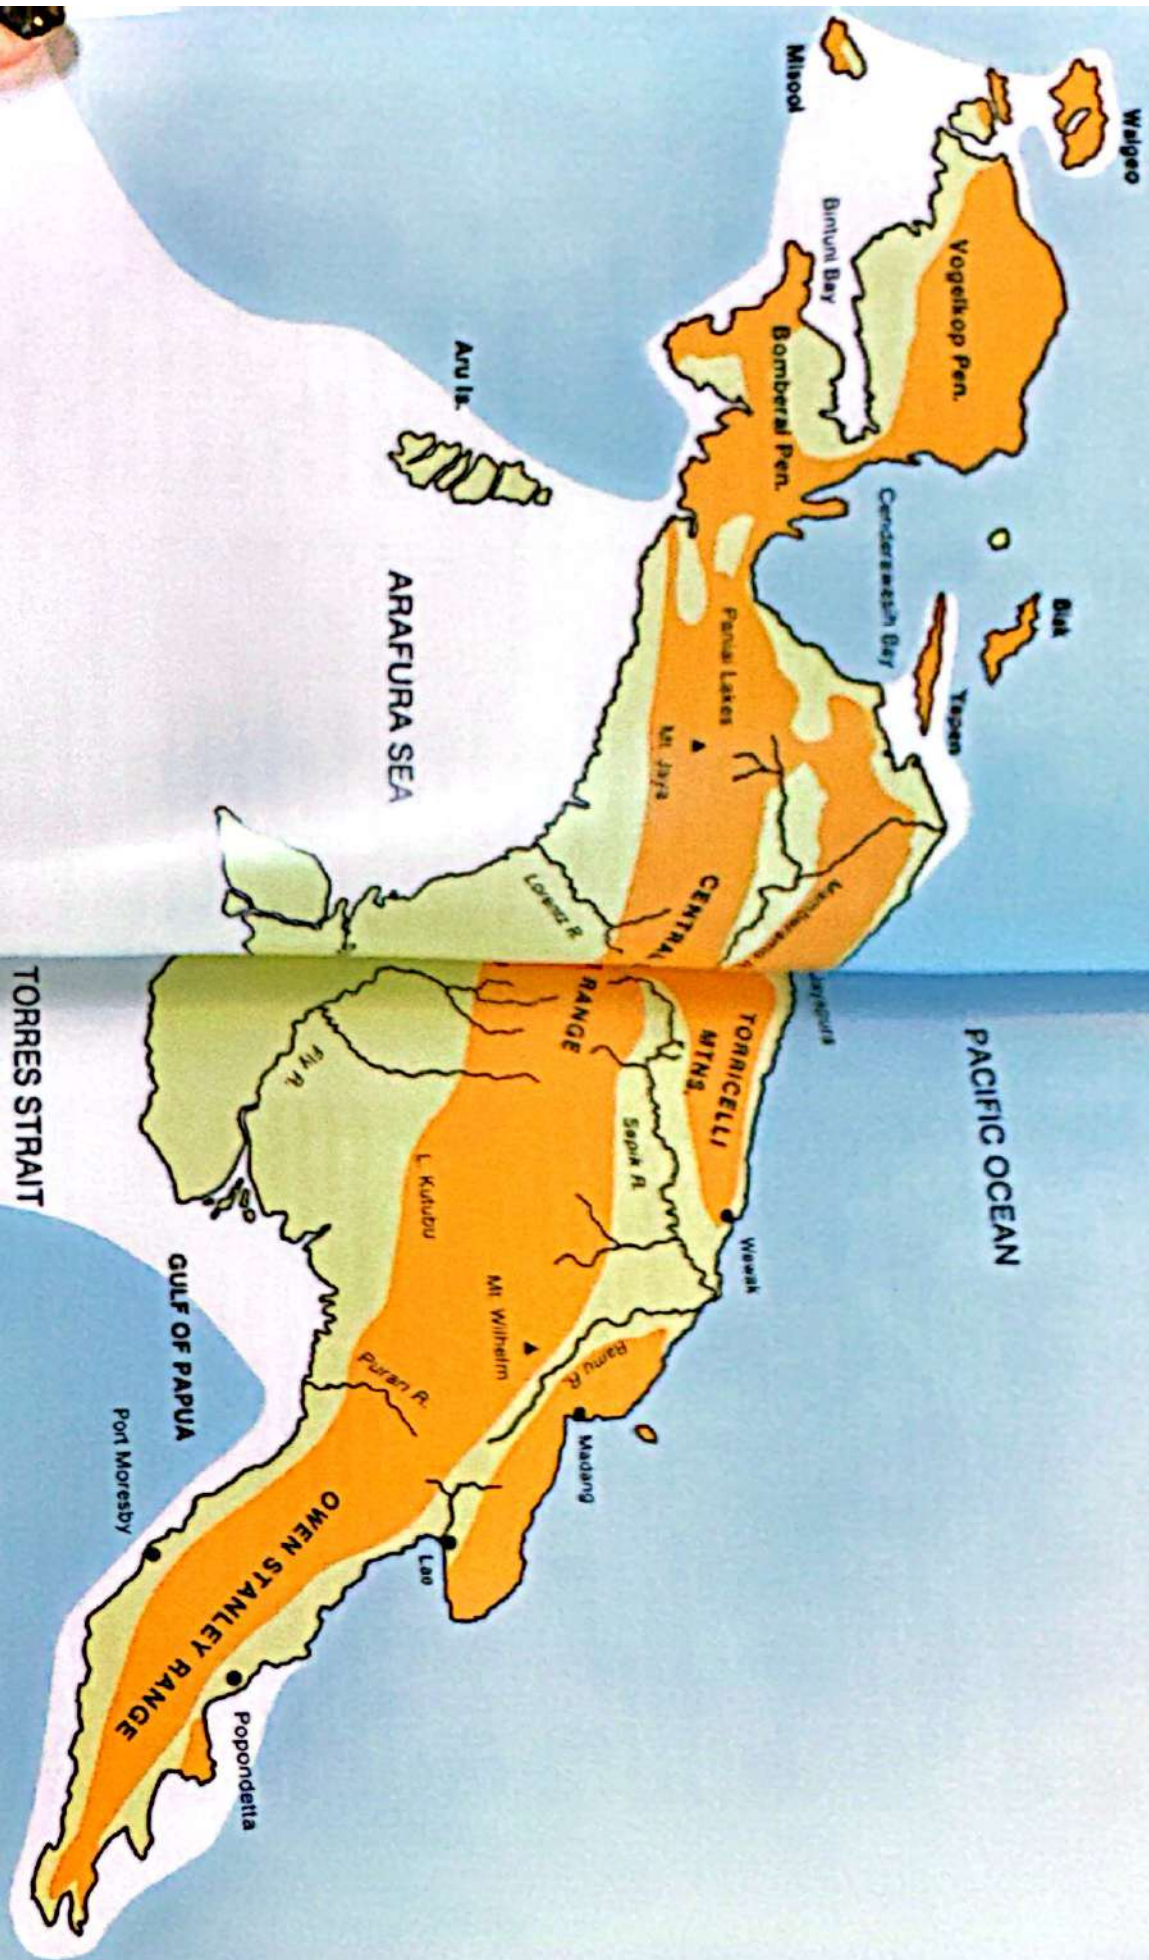 Waigeo
Misool
Vogelkop Pen.
Bintuni Bay
Bomberai Pen.
Biak
Yapen
Cenderawasih Bay
Aru Is.
Paniai Lakes
Mt. Jaya
ARAFURA SEA
CENTRAL
RANGE
Mamberamo R.
Lorentz R.
Jayapura
PACIFIC OCEAN
TORRICELLI
MTNS.
Sepik R.
Wewak
Fly R.
L. Kutubu
Mt. Wilhelm
Ramu R.
Madang
TORRES STRAIT
GULF OF PAPUA
Purari R.
Lae
Port Moresby
OWEN STANLEY RANGE
Popondetta